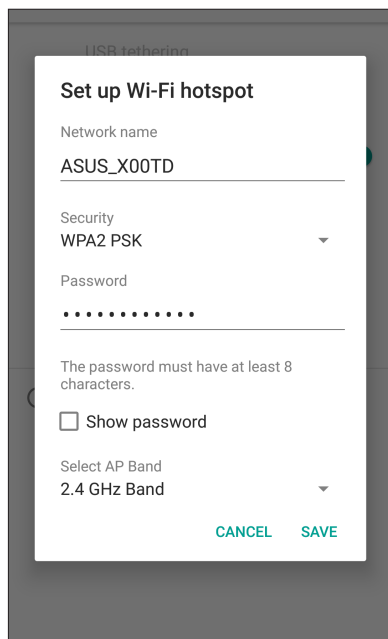 USB tethering
Set up Wi-Fi hotspot
Network name
ASUS_X00TD
Security
WPA2 PSK
Password
••••••••••••
The password must have at least 8
characters.
Show password
Select AP Band
2.4 GHz Band
CANCEL SAVE